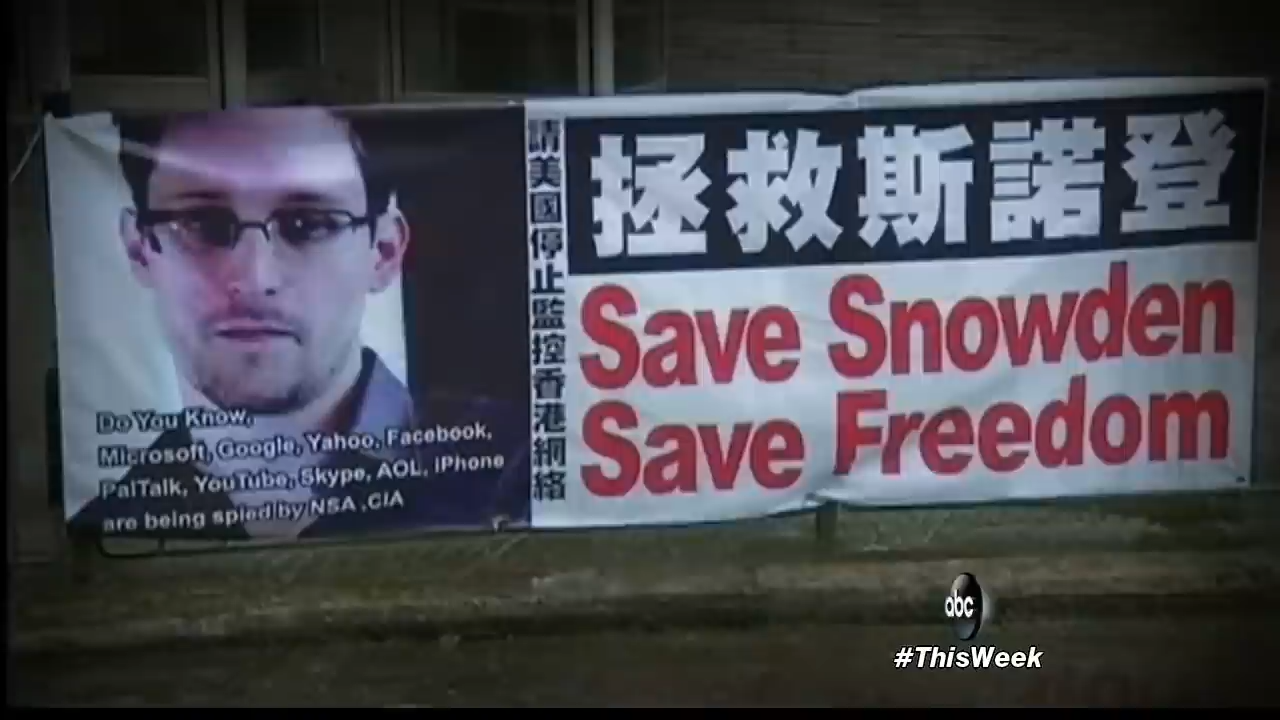 Do You Know,
Microsoft, Google, Yahoo, Facebook,
PalTalk, YouTube, Skype, AOL, iPhone
are being spied by NSA ,CIA
請美國停止監控香港網絡
拯救斯諾登
Save Snowden
Save Freedom
abc
#ThisWeek